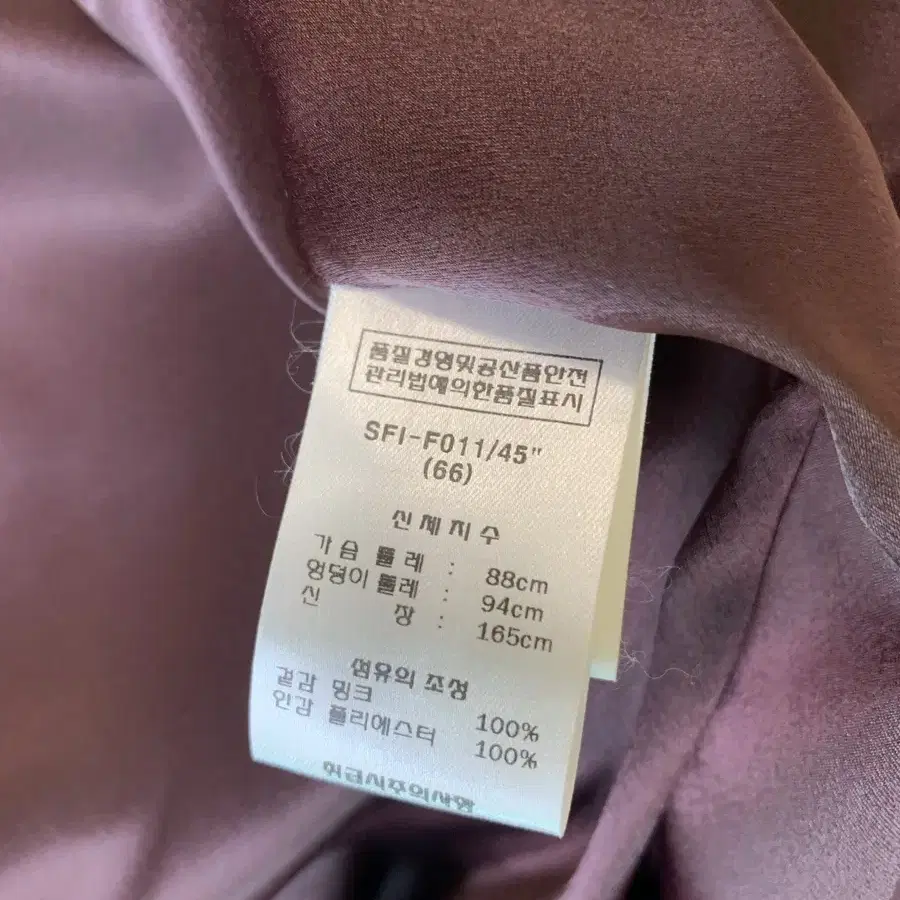 품질경영및공산품안전
관리법에의한품질표시
SFI-F011/45"
(66)
신체치수
가슴 둘레 : 88cm
엉덩이 둘레 : 94cm
신 장 : 165cm
섬유의 조성
겉감 밍크 100%
안감 폴리에스터 100%
취급시주의사항